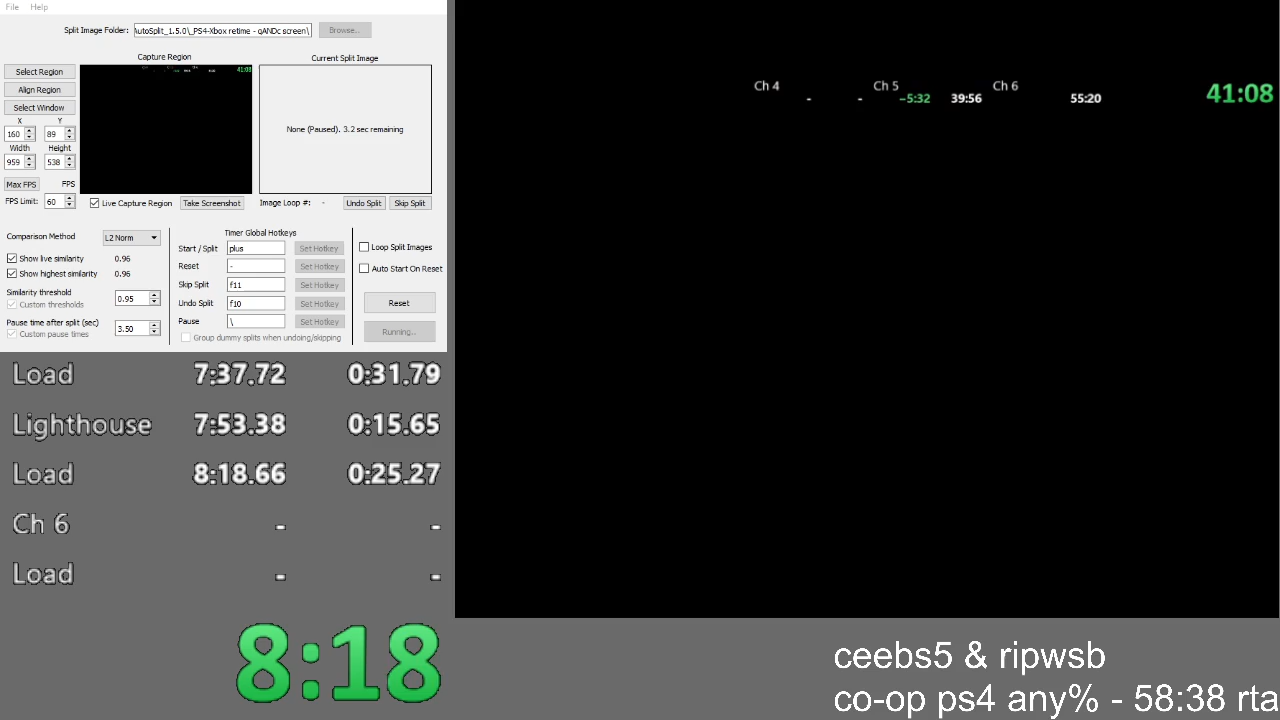 File Help
Split Image Folder: \utoSplit_1.5.0\_PS4-Xbox retime - qANDc screen\ Browse...
Capture Region Current Split Image
Select Region
Align Region
Select Window
X Y
160 89
Width Height
959 538
Max FPS FPS
FPS Limit: 60
41:08
None (Paused). 3.2 sec remaining
Live Capture Region Take Screenshot Image Loop #: - Undo Split Skip Split
Comparison Method L2 Norm
Show live similarity 0.96
Show highest similarity 0.96
Similarity threshold
Custom thresholds 0.95
Pause time after split (sec)
Custom pause times 3.50
Timer Global Hotkeys
Start / Split plus Set Hotkey
Reset - Set Hotkey
Skip Split f11 Set Hotkey
Undo Split f10 Set Hotkey
Pause \ Set Hotkey
Group dummy splits when undoing/skipping
Loop Split Images
Auto Start On Reset
Reset
Running...
Load 7:37.72 0:31.79
Lighthouse 7:53.38 0:15.65
Load 8:18.66 0:25.27
Ch 6 - -
Load - -
8:18
Ch 4 Ch 5 Ch 6
- - −5:32 39:56 55:20 41:08
ceebs5 & ripwsb
co-op ps4 any% - 58:38 rta